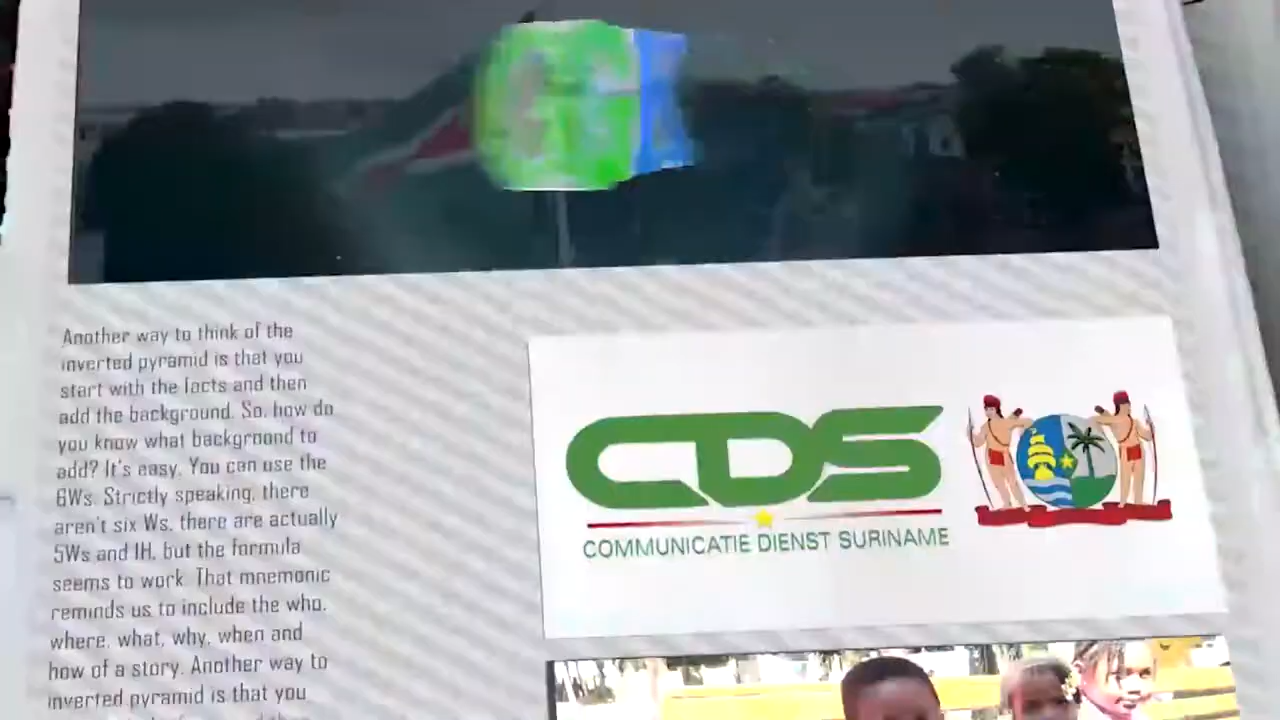 Another way to think of the
inverted pyramid is that you
start with the facts and then
add the background. So, how do
you know what background to
add? It's easy. You can use the
6Ws. Strictly speaking, there
aren't six Ws, there are actually
5Ws and 1H, but the formula
seems to work. That mnemonic
reminds us to include the who,
where, what, why, when and
how of a story. Another way to
inverted pyramid is that you
CDS
COMMUNICATIE DIENST SURINAME